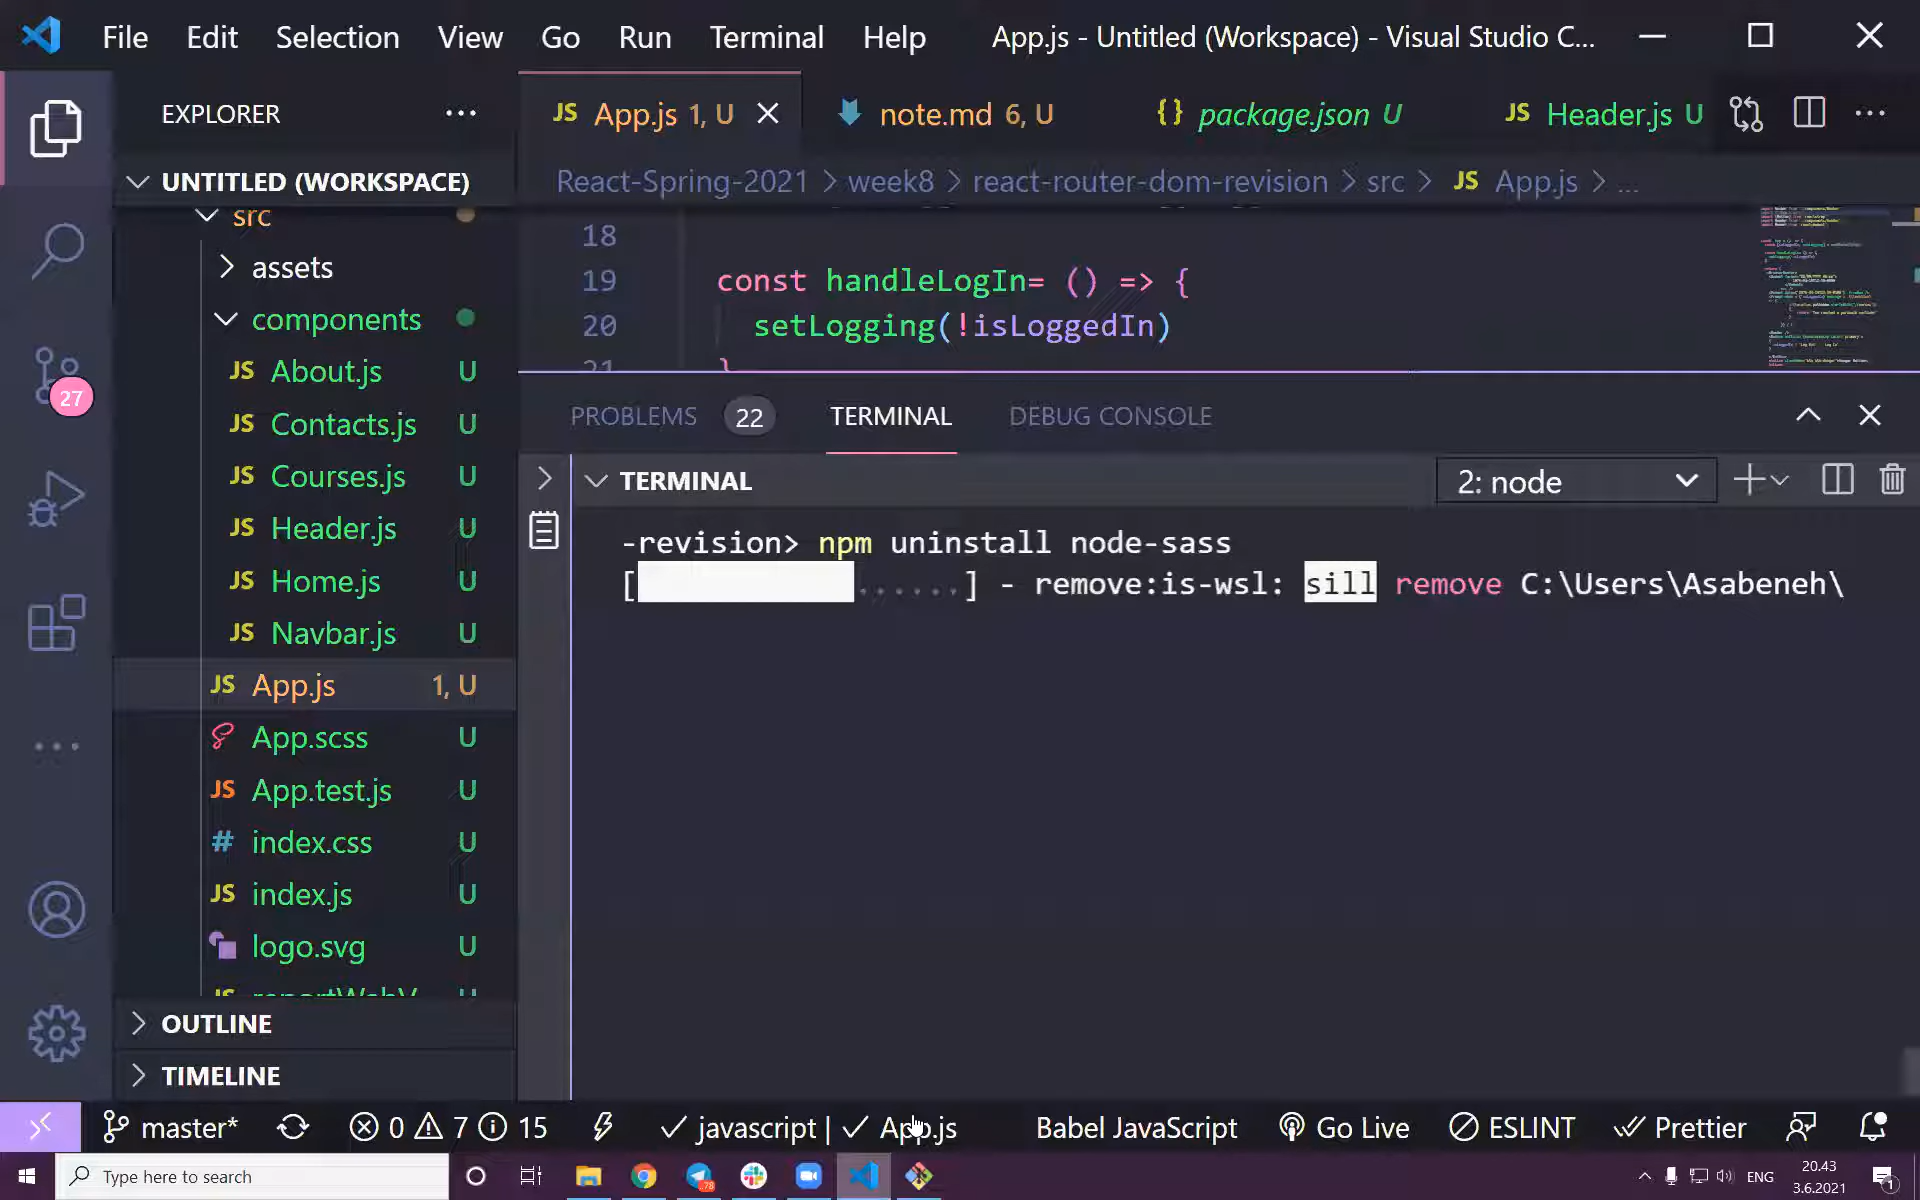 File Edit Selection View Go Run Terminal Help App.js - Untitled (Workspace) - Visual Studio C...
EXPLORER ...
JS App.js 1, U
note.md 6, U
{} package.json U
JS Header.js U
UNTITLED (WORKSPACE)
React-Spring-2021 > week8 > react-router-dom-revision > src > JS App.js > ...
src
assets
components
JS About.js U
JS Contacts.js U
JS Courses.js U
JS Header.js U
JS Home.js U
JS Navbar.js U
JS App.js 1, U
App.scss U
JS App.test.js U
# index.css U
JS index.js U
logo.svg U
OUTLINE
TIMELINE
27
18
19 const handleLogIn= () => {
20 setLogging(!isLoggedIn)
21 }
PROBLEMS 22 TERMINAL DEBUG CONSOLE
TERMINAL 2: node
-revision> npm uninstall node-sass
[ ......] - remove:is-wsl: sill remove C:\Users\Asabeneh\
master* 0 7 15 javascript | App.js Babel JavaScript Go Live ESLINT Prettier
Type here to search
78
ENG
20.43
3.6.2021
1